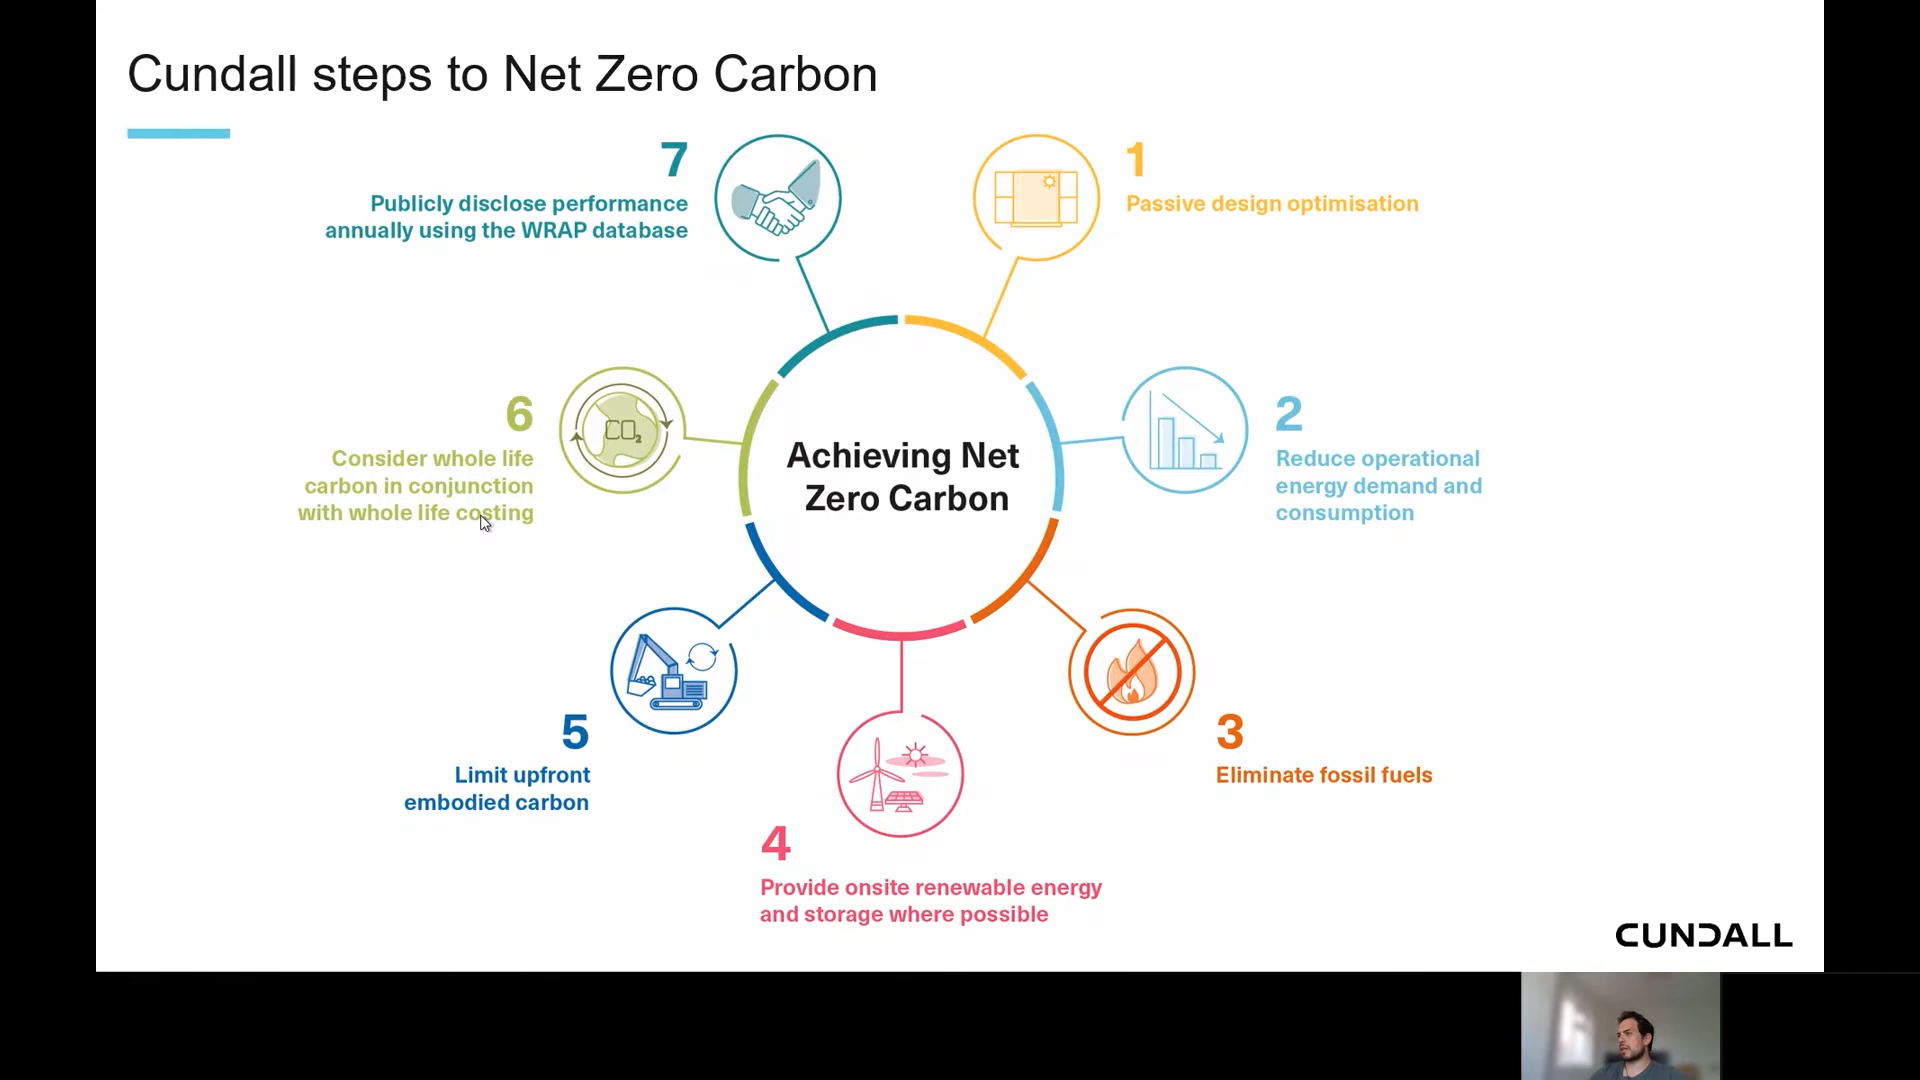 Cundall steps to Net Zero Carbon
1
Passive design optimisation
2
Reduce operational
energy demand and
consumption
3
Eliminate fossil fuels
4
Provide onsite renewable energy
and storage where possible
5
Limit upfront
embodied carbon
6
Consider whole life
carbon in conjunction
with whole life costing
CO2
7
Publicly disclose performance
annually using the WRAP database
Achieving Net
Zero Carbon
CUNDALL